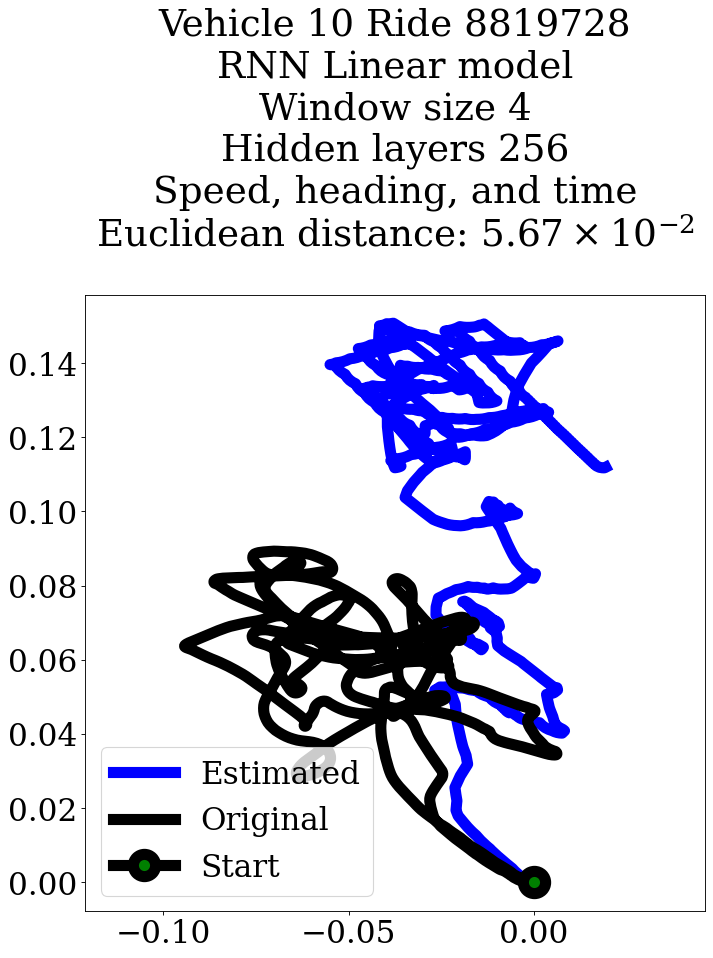 Vehicle 10 Ride 8819728
RNN Linear model
Window size 4
Hidden layers 256
Speed, heading, and time
Euclidean distance: 5.67 × 10⁻²
0.14
0.12
0.10
0.08
0.06
0.04
0.02
0.00
Estimated
Original
Start
−0.10 −0.05 0.00